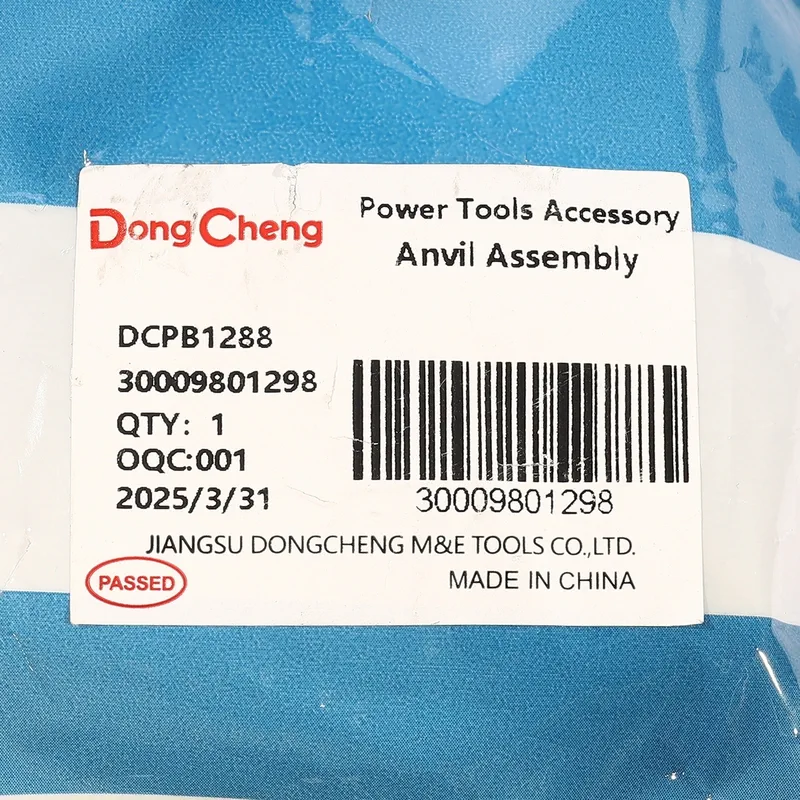 DongCheng
Power Tools Accessory
Anvil Assembly
DCPB1288
30009801298
QTY: 1
OQC:001
2025/3/31
30009801298
JIANGSU DONGCHENG M&E TOOLS CO.,LTD.
PASSED
MADE IN CHINA